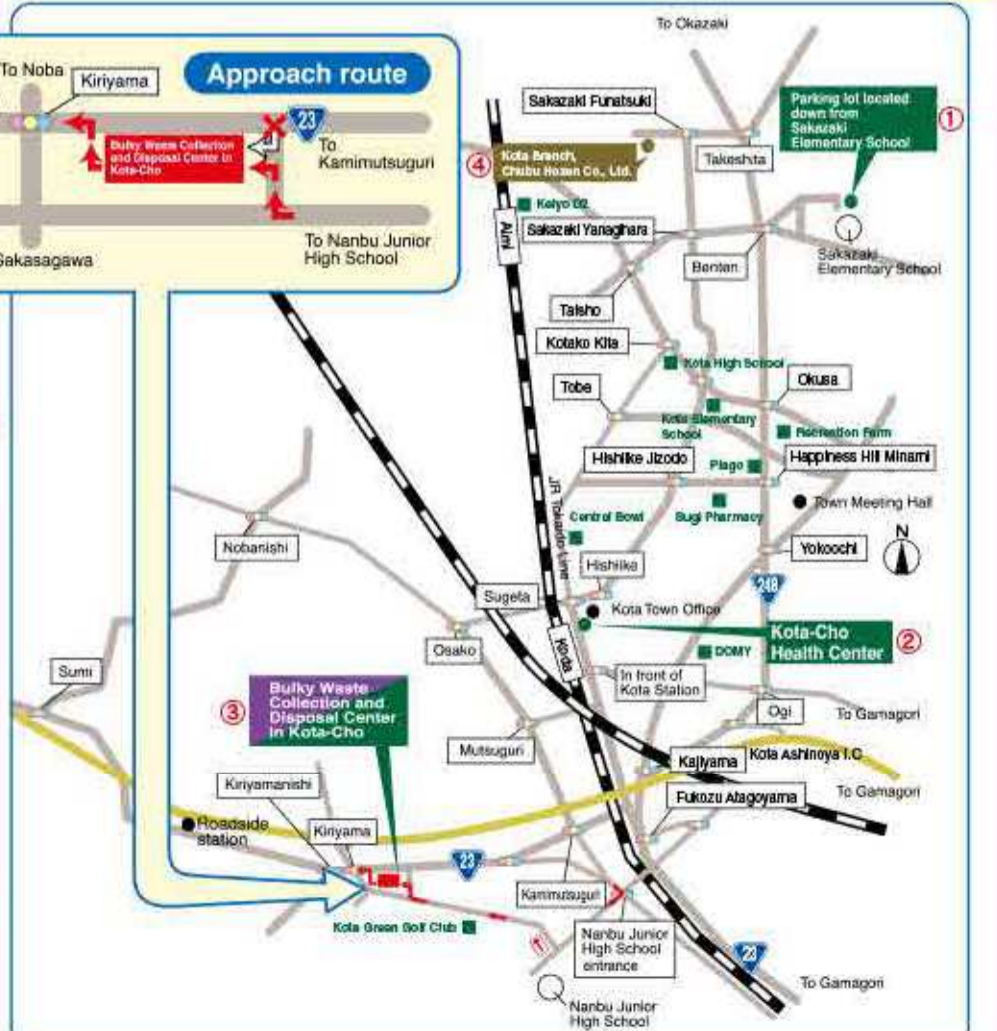 To Okazaki
To Noba
Kiriyama
Approach route
23
To
Kamimutsuguri
Bulky Waste Collection
and Disposal Center in
Kota-Cho
To Nanbu Junior
High School
Sakasagawa
Sakazaki Funatsuki
Parking lot located
down from
Sakazaki
Elementary School
①
Takeshita
④
Kota Branch,
Chubu Hozen Co., Ltd.
Keiyo D2
Aimi
Sakazaki Yanagihara
Bentan
Sakazaki
Elementary School
Taisho
Kotako Kita
Kota High School
Tobe
Okusa
Kota Elementary
School
Recreation Farm
Hishiike Jizodo
Plago
Happiness Hill Minami
JR Tokaido Line
Central Bowl
Sugi Pharmacy
Town Meeting Hall
N
Nobanishi
Hishiike
Yokoochi
248
Sugeta
Kota Town Office
Osako
Koda
Kota-Cho
Health Center
②
DOMY
Sumi
In front of
Kota Station
③
Bulky Waste
Collection and
Disposal Center
in Kota-Cho
Ogi
To Gamagori
Mutsuguri
Kajiyama
Kota Ashinoya I.C
Kiriyamanishi
Fukozu Atagoyama
To Gamagori
Roadside
station
Kiriyama
23
Kamimutsuguri
Kota Green Golf Club
Nanbu Junior
High School
entrance
23
To Gamagori
Nanbu Junior
High School